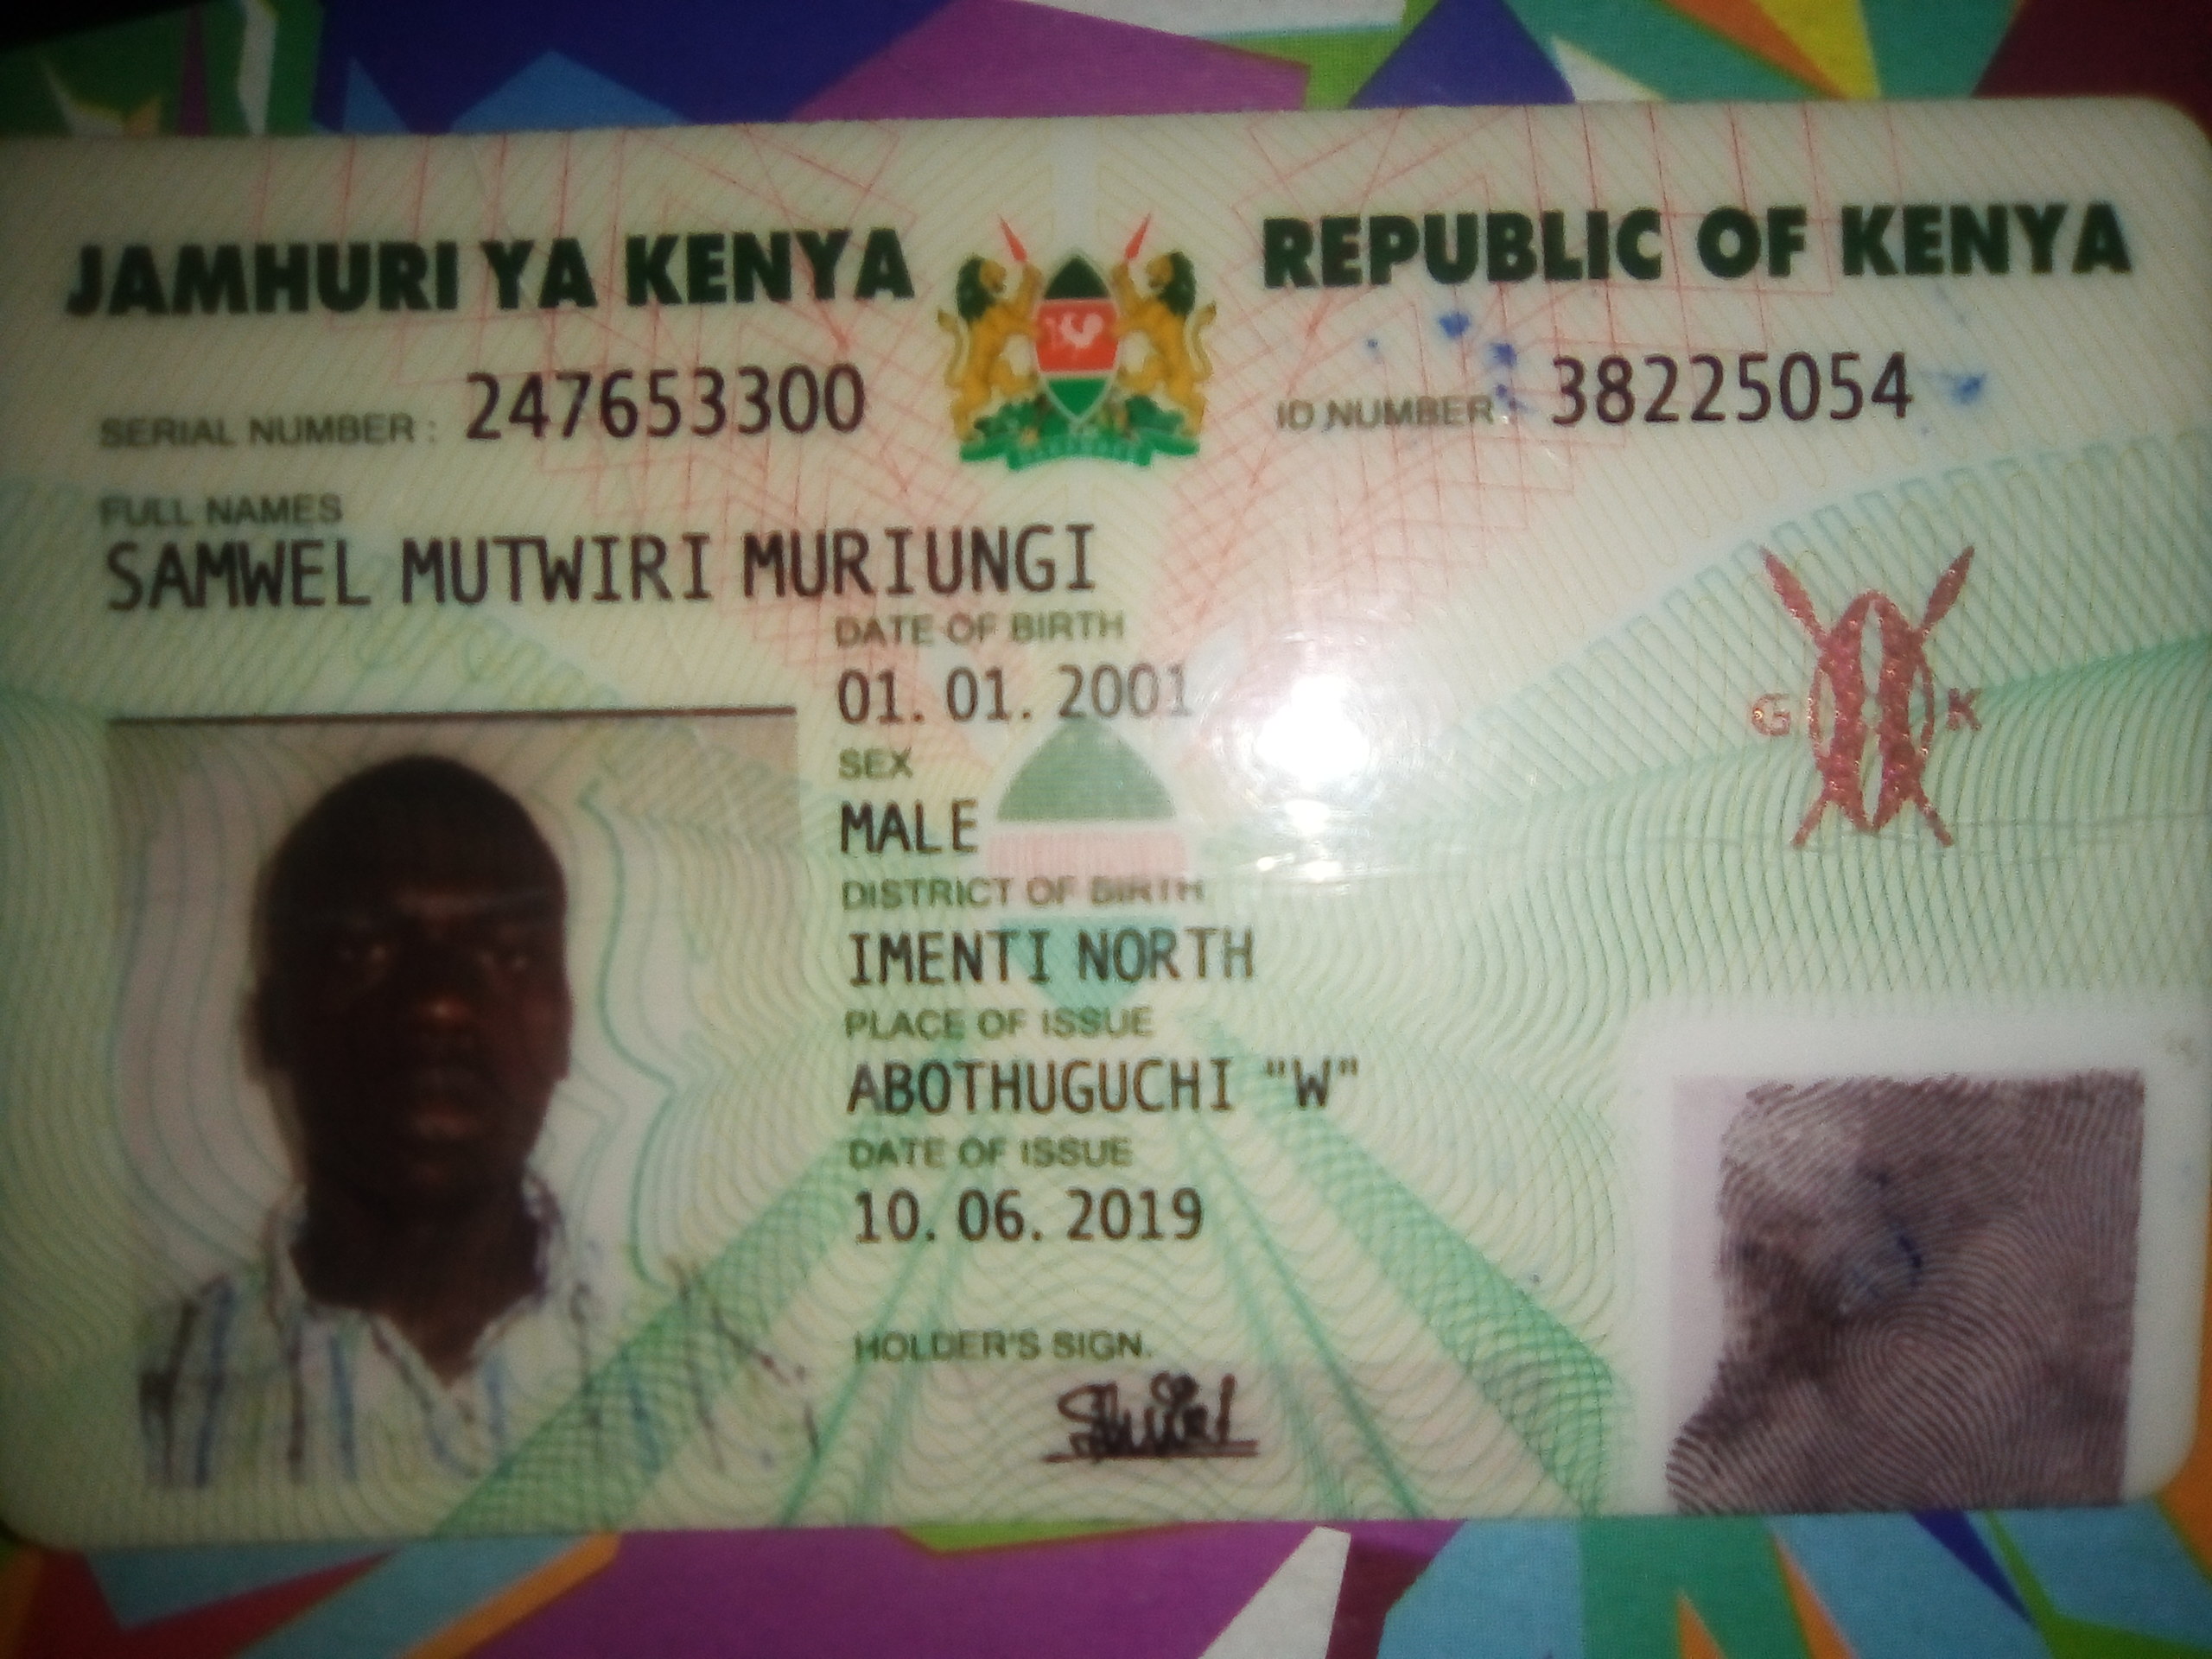 JAMHURI YA KENYA REPUBLIC OF KENYA
SERIAL NUMBER : 247653300 ID NUMBER: 38225054
FULL NAMES
SAMWEL MUTWIRI MURIUNGI
DATE OF BIRTH
01. 01. 2001
SEX
MALE
DISTRICT OF BIRTH
IMENTI NORTH
PLACE OF ISSUE
ABOTHUGUCHI "W"
DATE OF ISSUE
10. 06. 2019
HOLDER'S SIGN.
G K